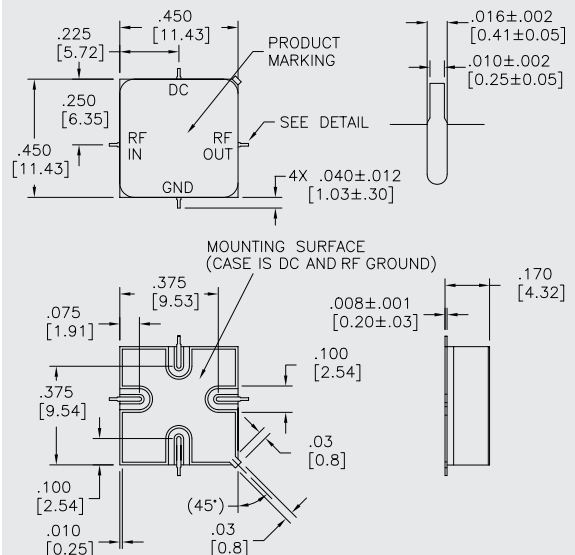 .450
[11.43]
.225
[5.72]
PRODUCT
MARKING
.016±.002
[0.41±0.05]
.010±.002
[0.25±0.05]
DC
.250
[6.35]
RF
IN
RF
OUT
SEE DETAIL
.450
[11.43]
GND
4X .040±.012
[1.03±.30]
MOUNTING SURFACE
(CASE IS DC AND RF GROUND)
.375
[9.53]
.170
[4.32]
.075
[1.91]
.008±.001
[0.20±.03]
.100
[2.54]
.375
[9.54]
.03
[0.8]
.100
[2.54]
(45°)
.010
[0.25]
.03
[0.8]